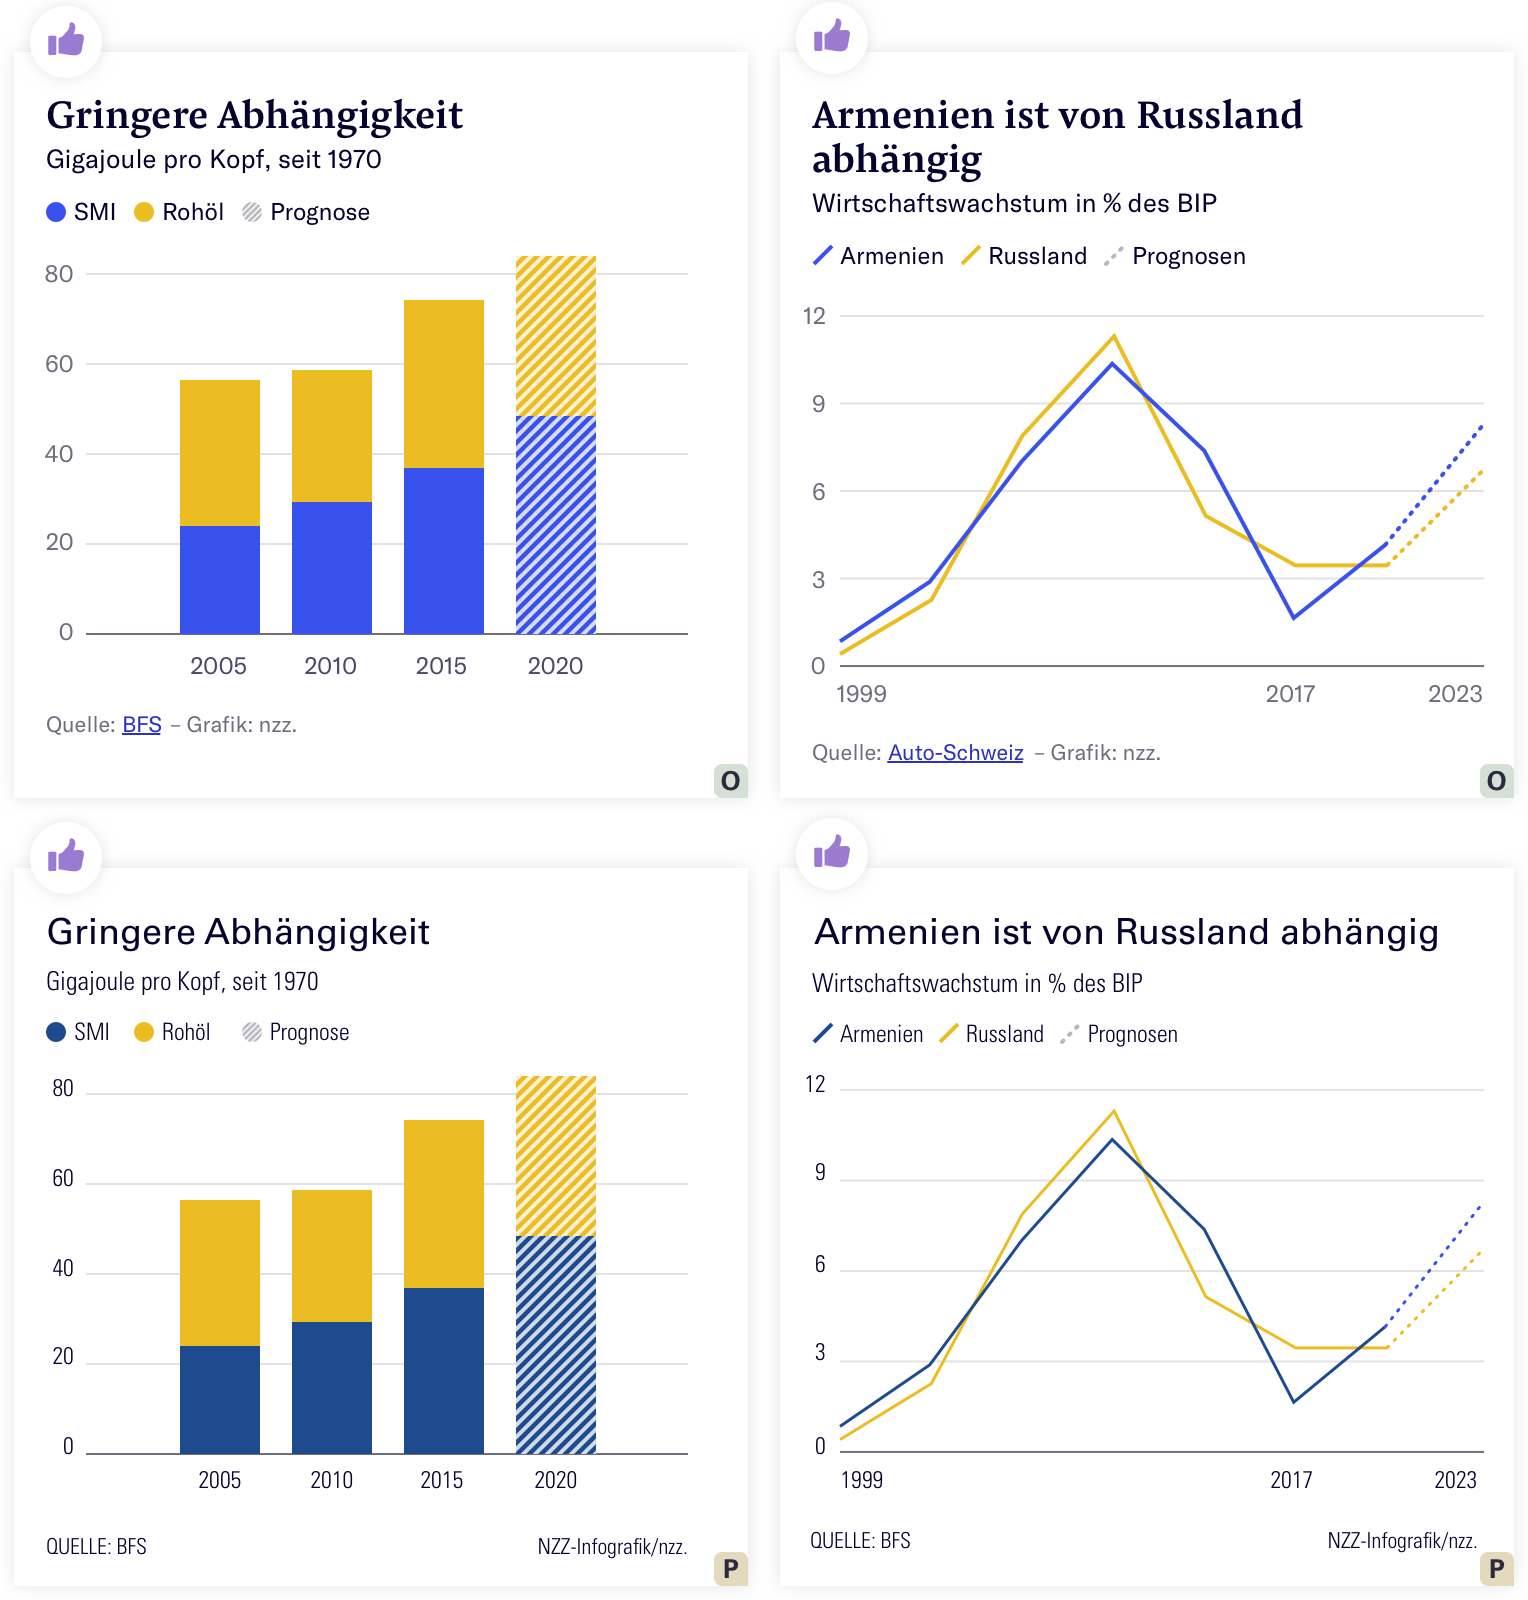 Gringere Abhängigkeit
Gigajoule pro Kopf, seit 1970
SMI Rohöl Prognose
80
60
40
20
0
2005 2010 2015 2020
Quelle: BFS – Grafik: nzz.
O
Armenien ist von Russland
abhängig
Wirtschaftswachstum in % des BIP
Armenien Russland Prognosen
12
9
6
3
0
1999 2017 2023
Quelle: Auto-Schweiz – Grafik: nzz.
O
Gringere Abhängigkeit
Gigajoule pro Kopf, seit 1970
SMI Rohöl Prognose
80
60
40
20
0
2005 2010 2015 2020
QUELLE: BFS NZZ-Infografik/nzz.
P
Armenien ist von Russland abhängig
Wirtschaftswachstum in % des BIP
Armenien Russland Prognosen
12
9
6
3
0
1999 2017 2023
QUELLE: BFS NZZ-Infografik/nzz.
P